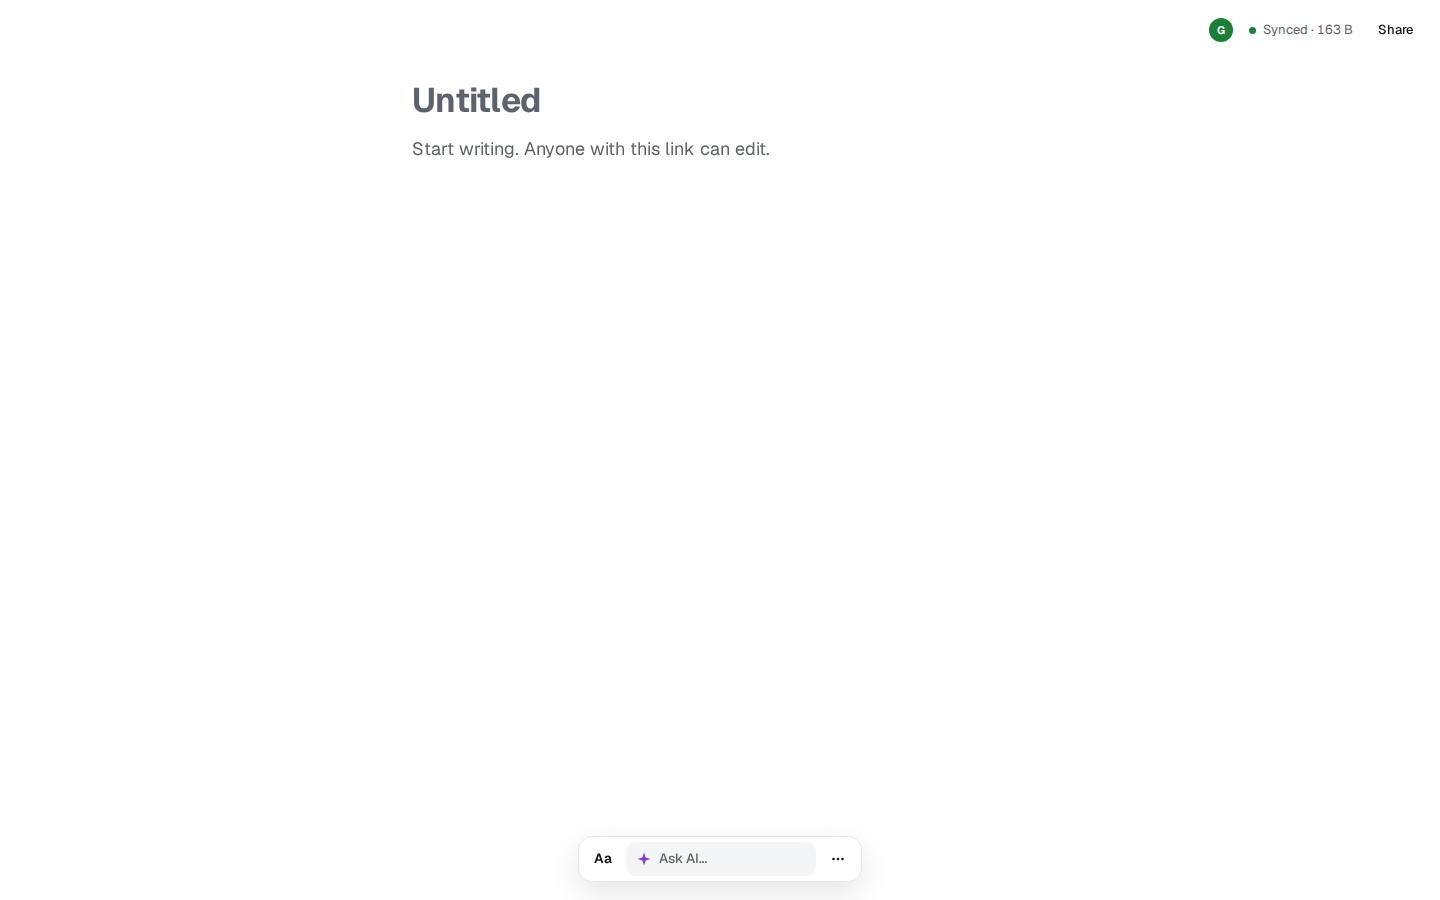 G
Synced · 163 B
Share
Untitled
Start writing. Anyone with this link can edit.
Aa
Ask AI...